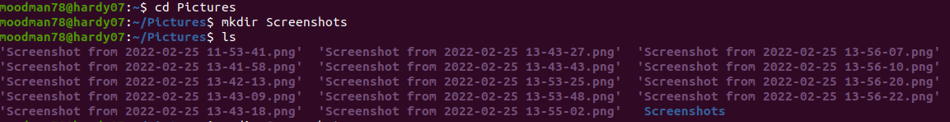 moodman78@hardy07:~$ cd Pictures
moodman78@hardy07:~/Pictures$ mkdir Screenshots
moodman78@hardy07:~/Pictures$ ls
'Screenshot from 2022-02-25 11-53-41.png' 'Screenshot from 2022-02-25 13-43-27.png' 'Screenshot from 2022-02-25 13-56-07.png'
'Screenshot from 2022-02-25 13-41-58.png' 'Screenshot from 2022-02-25 13-43-43.png' 'Screenshot from 2022-02-25 13-56-10.png'
'Screenshot from 2022-02-25 13-42-13.png' 'Screenshot from 2022-02-25 13-53-25.png' 'Screenshot from 2022-02-25 13-56-20.png'
'Screenshot from 2022-02-25 13-43-09.png' 'Screenshot from 2022-02-25 13-53-48.png' 'Screenshot from 2022-02-25 13-56-22.png'
'Screenshot from 2022-02-25 13-43-18.png' 'Screenshot from 2022-02-25 13-55-02.png' Screenshots